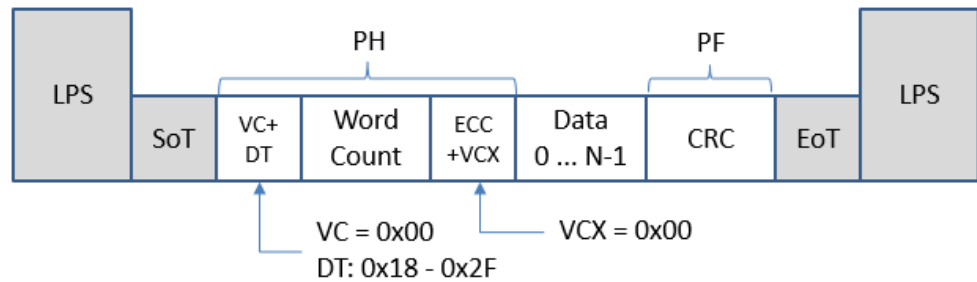 PH
PF
LPS
SoT
VC+
DT
Word
Count
ECC
+VCX
Data
0 ... N-1
CRC
EoT
LPS
VC = 0x00
DT: 0x18 - 0x2F
VCX = 0x00